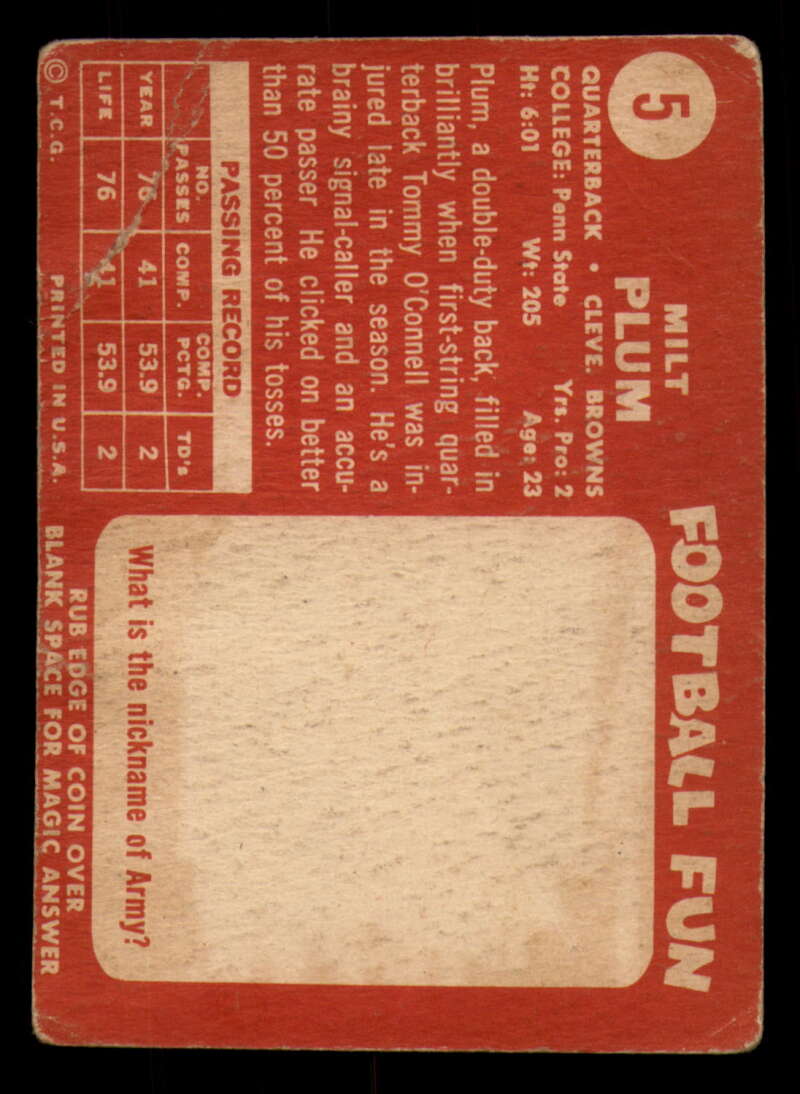 5
MILT
PLUM
QUARTERBACK • CLEVE. BROWNS
COLLEGE: Penn State Yrs. Pro: 2
Ht: 6:01 Wt: 205 Age: 23
Plum, a double-duty back, filled in
brilliantly when first-string quar-
terback Tommy O'Connell was in-
jured late in the season. He's a
brainy signal-caller and an accu-
rate passer He clicked on better
than 50 percent of his tosses.
PASSING RECORD
NO. PASSES COMP. COMP. PCTG. TD's
YEAR 76 41 53.9 2
LIFE 76 41 53.9 2
© T.C.G. PRINTED IN U.S.A.
FOOTBALL FUN
What is the nickname of Army?
RUB EDGE OF COIN OVER
BLANK SPACE FOR MAGIC ANSWER